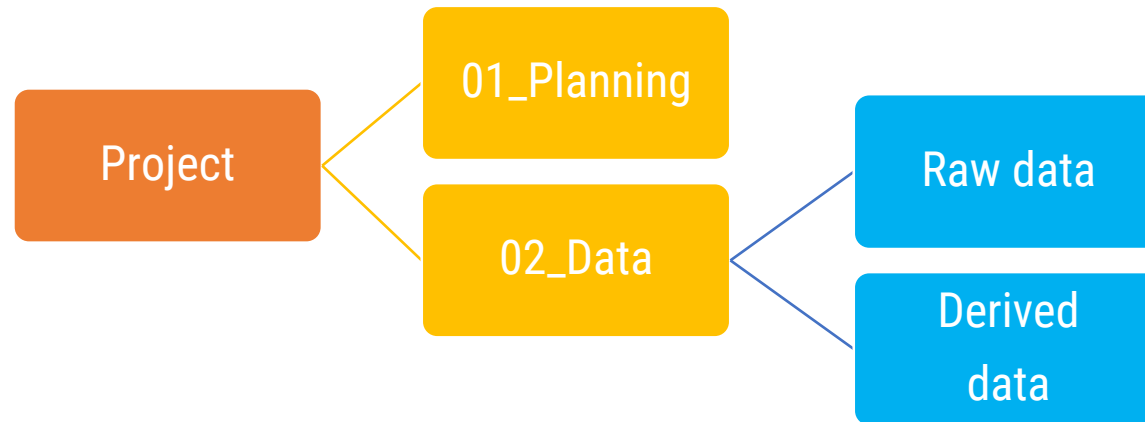 Project
01_Planning
02_Data
Raw data
Derived
data